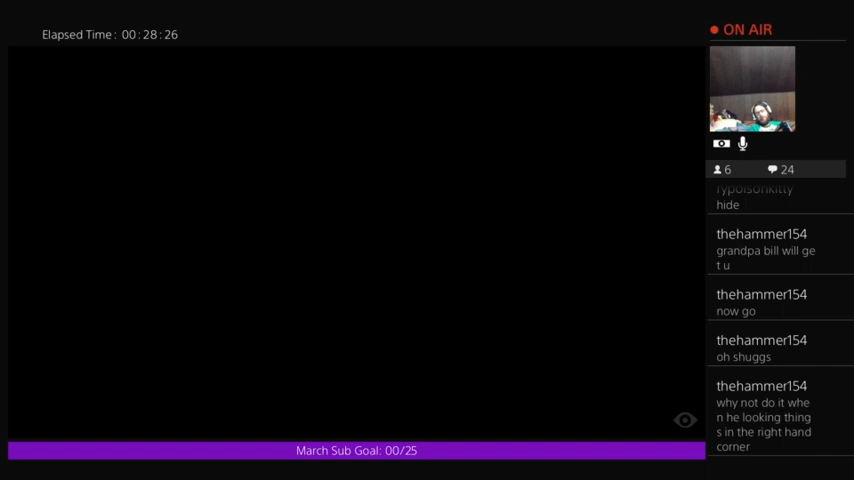 Elapsed Time: 00:28:26
ON AIR
6
24
rypoisonkitty
hide
thehammer154
grandpa bill will ge
t u
thehammer154
now go
thehammer154
oh shuggs
thehammer154
why not do it whe
n he looking thing
s in the right hand
corner
March Sub Goal: 00/25